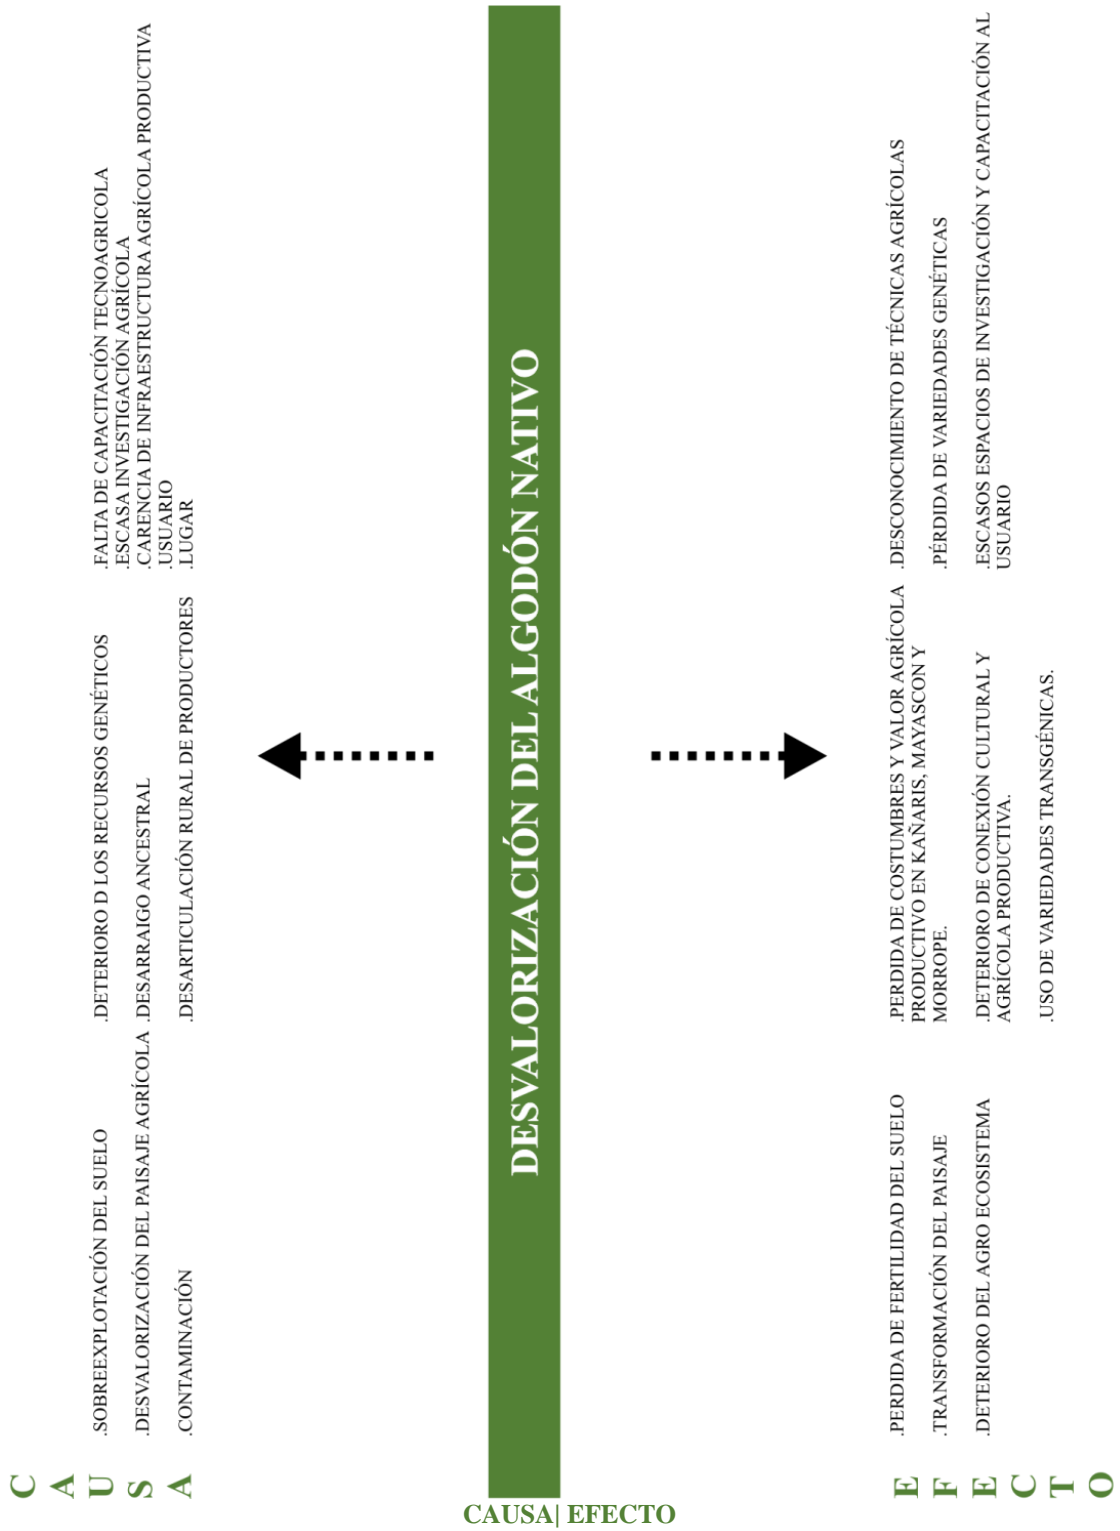 CAUSA
.SOBREEXPLOTACIÓN DEL SUELO
.DESVALORIZACIÓN DEL PAISAJE AGRÍCOLA
.CONTAMINACIÓN
.DETERIORO D LOS RECURSOS GENÉTICOS
.DESARRAIGO ANCESTRAL
.DESARTICULACIÓN RURAL DE PRODUCTORES
.FALTA DE CAPACITACIÓN TECNOAGRICOLA
.ESCASA INVESTIGACIÓN AGRÍCOLA
.CARENCIA DE INFRAESTRUCTURA AGRÍCOLA PRODUCTIVA
.USUARIO
.LUGAR
DESVALORIZACIÓN DEL ALGODÓN NATIVO
EFECTO
.PERDIDA DE FERTILIDAD DEL SUELO
.TRANSFORMACIÓN DEL PAISAJE
.DETERIORO DEL AGRO ECOSISTEMA
.PERDIDA DE COSTUMBRES Y VALOR AGRÍCOLA
PRODUCTIVO EN KAÑARIS, MAYASCON Y
MORROPE.
.DETERIORO DE CONEXIÓN CULTURAL Y
AGRÍCOLA PRODUCTIVA.
.USO DE VARIEDADES TRANSGÉNICAS.
.DESCONOCIMIENTO DE TÉCNICAS AGRÍCOLAS
.PÉRDIDA DE VARIEDADES GENÉTICAS
.ESCASOS ESPACIOS DE INVESTIGACIÓN Y CAPACITACIÓN AL
USUARIO
CAUSA| EFECTO